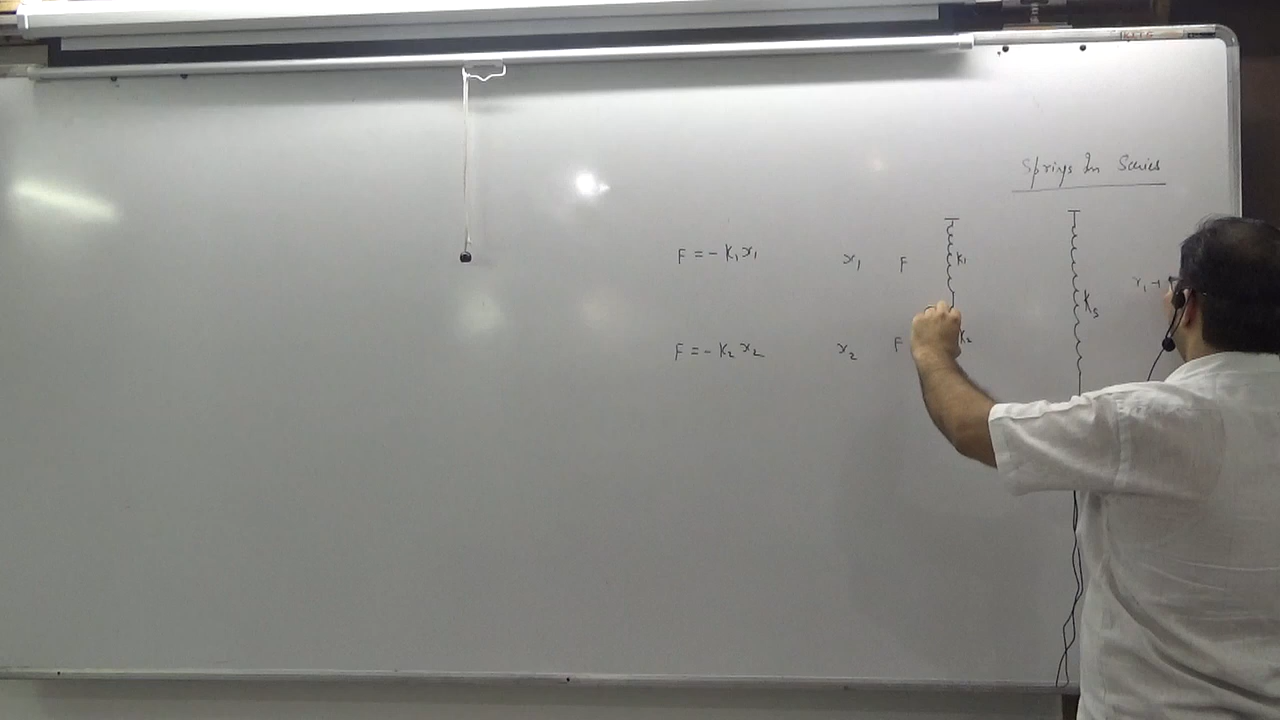 Springs In Series
F = - K₁x₁ x₁ F K₁
Kₛ
F = - K₂x₂ x₂ F K₂